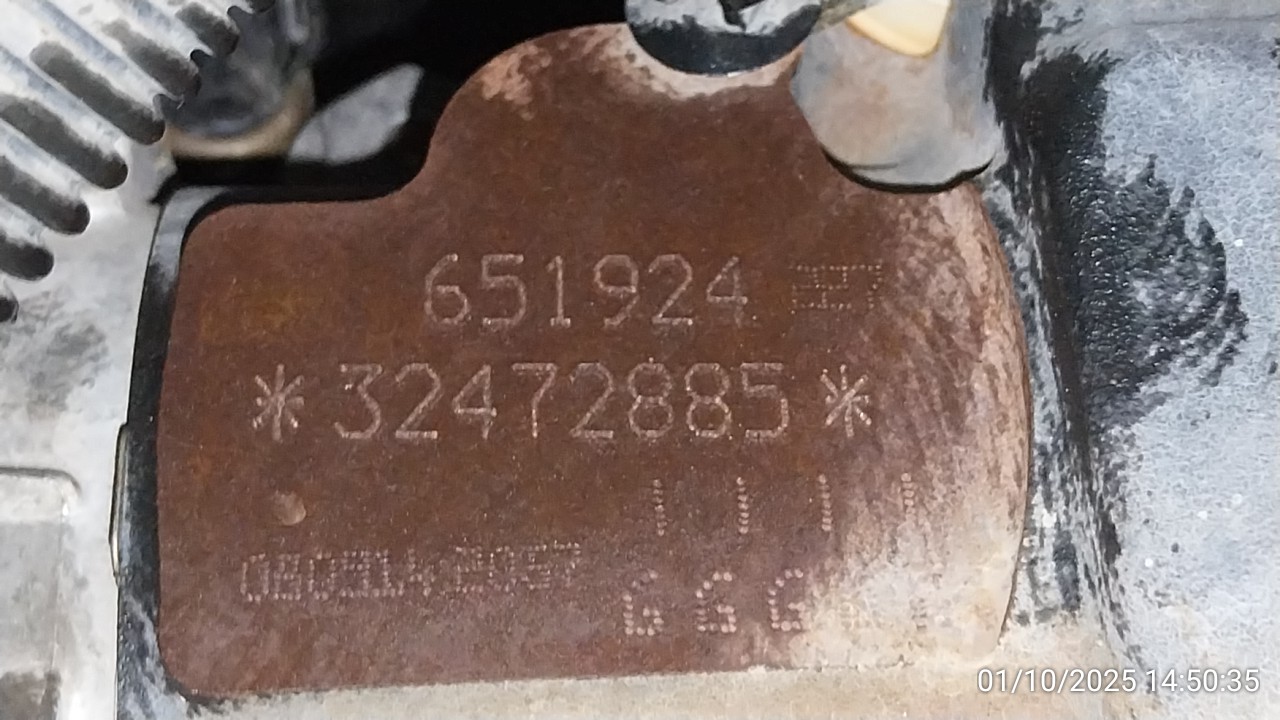 651924
*32472885*
I I I I
G G G
01/10/2025 14:50:35